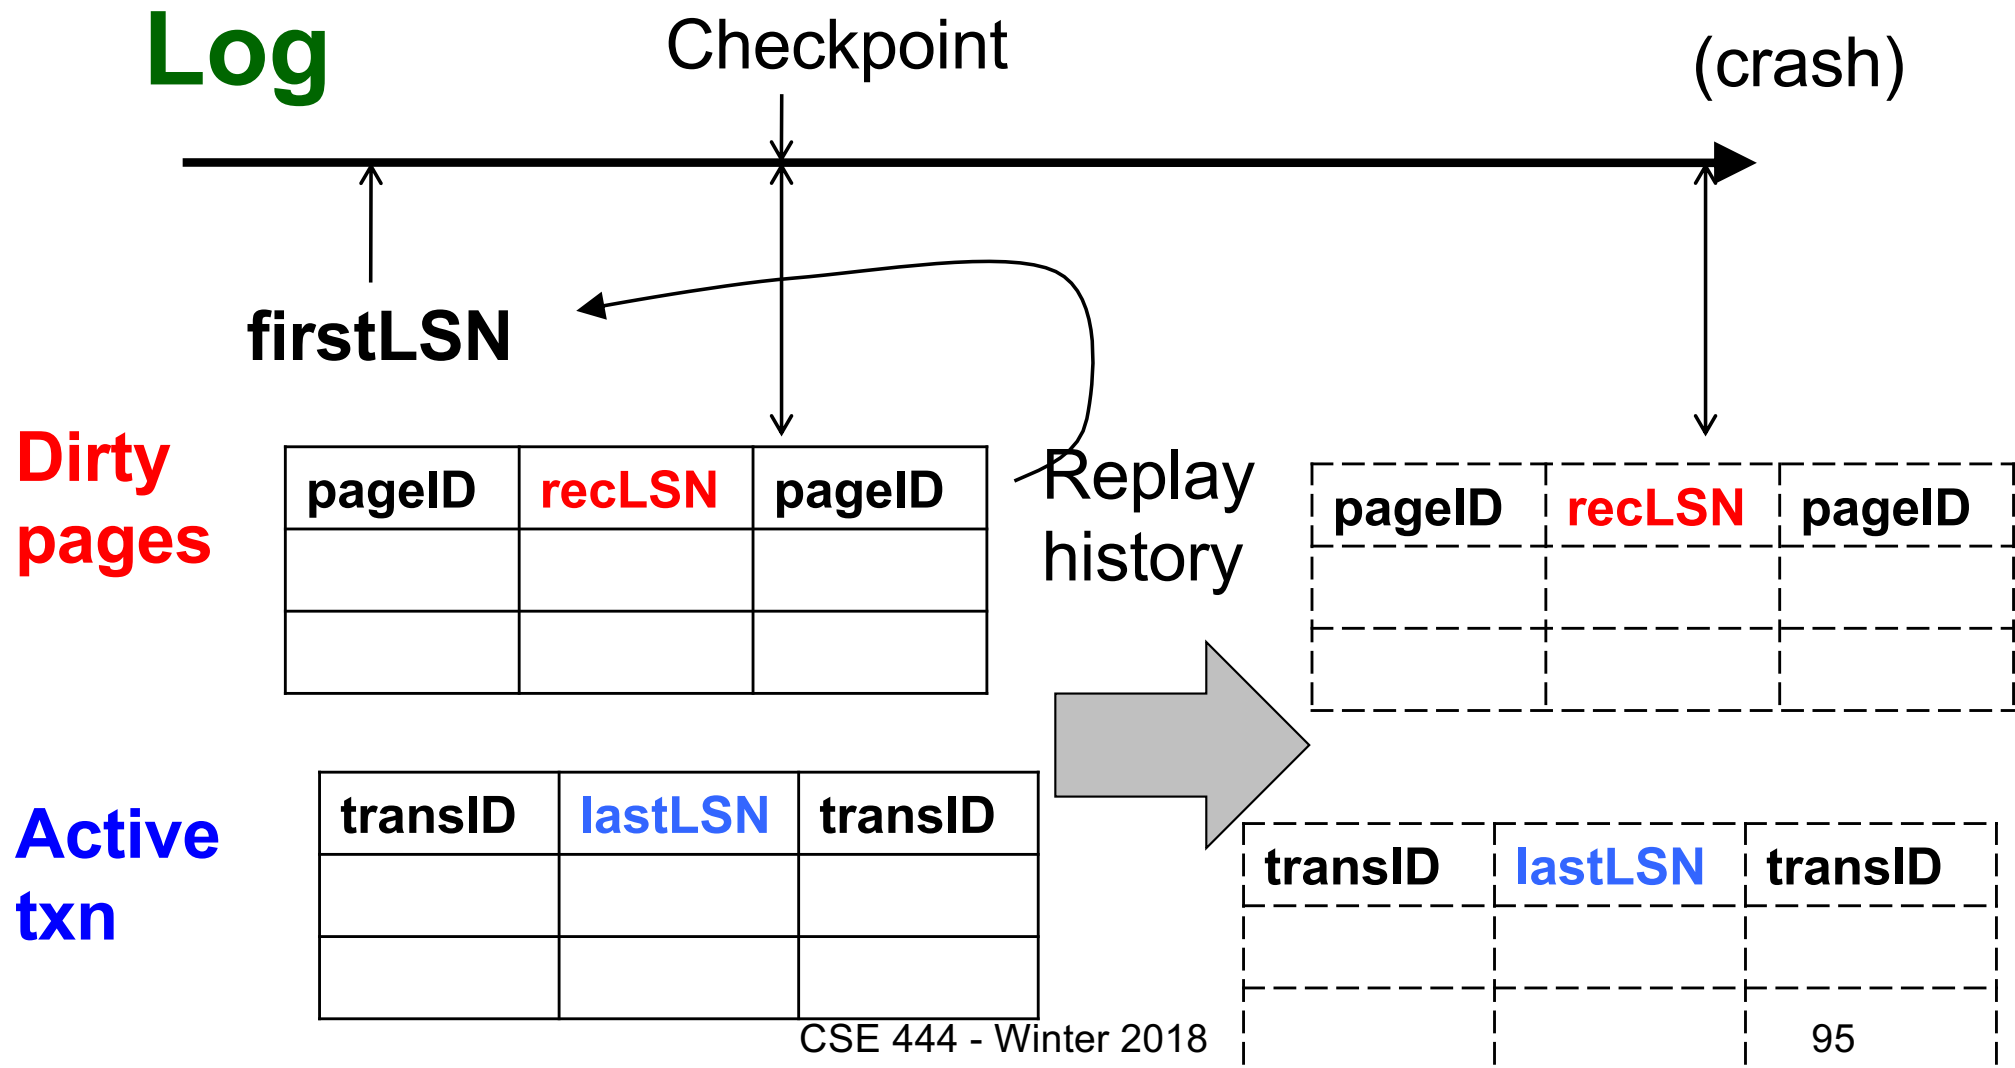 Log
Checkpoint
(crash)
firstLSN
Dirty
pages
pageID recLSN pageID
Replay
history
pageID recLSN pageID
Active
txn
transID lastLSN transID
transID lastLSN transID
CSE 444 - Winter 2018
95